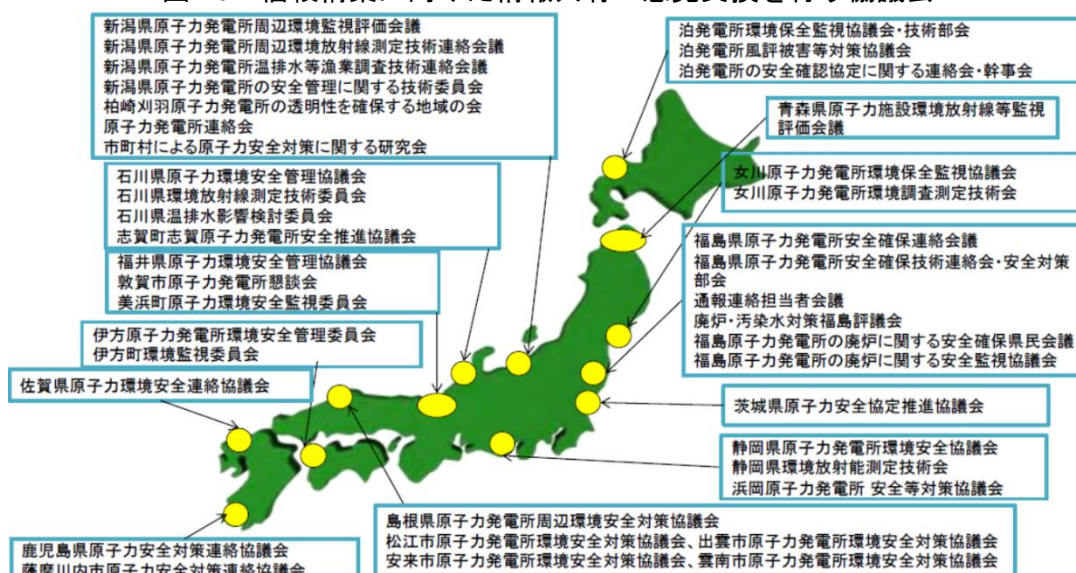 新潟県原子力発電所周辺環境監視評価会議
新潟県原子力発電所周辺環境放射線測定技術連絡会議
新潟県原子力発電所温排水等漁業調査技術連絡会議
新潟県原子力発電所の安全管理に関する技術委員会
柏崎刈羽原子力発電所の透明性を確保する地域の会
原子力発電所連絡会
市町村による原子力安全対策に関する研究会
泊発電所環境保全監視協議会・技術部会
泊発電所風評被害等対策協議会
泊発電所の安全確認協定に関する連絡会・幹事会
青森県原子力施設環境放射線等監視
評価会議
石川県原子力環境安全管理協議会
石川県環境放射線測定技術委員会
石川県温排水影響検討委員会
志賀町志賀原子力発電所安全推進協議会
女川原子力発電所環境保全監視協議会
女川原子力発電所環境調査測定技術会
福井県原子力環境安全管理協議会
敦賀市原子力発電所懇談会
美浜町原子力環境安全監視委員会
福島県原子力発電所安全確保連絡会議
福島県原子力発電所安全確保技術連絡会・安全対策
部会
通報連絡担当者会議
廃炉・汚染水対策福島評議会
福島原子力発電所の廃炉に関する安全確保県民会議
福島原子力発電所の廃炉に関する安全監視協議会
伊方原子力発電所環境安全管理委員会
伊方町環境監視委員会
佐賀県原子力環境安全連絡協議会
茨城県原子力安全協定推進協議会
静岡県原子力発電所環境安全協議会
静岡県環境放射能測定技術会
浜岡原子力発電所 安全等対策協議会
島根県原子力発電所周辺環境安全対策協議会
松江市原子力発電所環境安全対策協議会、出雲市原子力発電所環境安全対策協議会
安来市原子力発電所環境安全対策協議会、雲南市原子力発電所環境安全対策協議会
鹿児島県原子力安全対策連絡協議会
薩摩川内市原子力安全対策連絡協議会